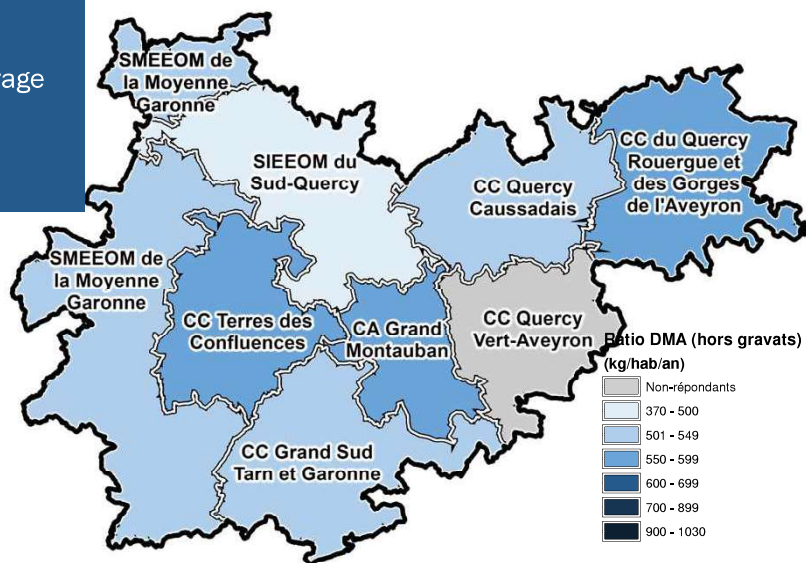 SMEEOM de
la Moyenne
Garonne
SIEEOM du
Sud-Quercy
CC Quercy
Caussadais
CC du Quercy
Rouergue et
des Gorges
de l'Aveyron
SMEEOM de
la Moyenne
Garonne
CC Terres des
Confluences
CA Grand
Montauban
CC Quercy
Vert-Aveyron
CC Grand Sud
Tarn et Garonne
Ratio DMA (hors gravats)
(kg/hab/an)
Non-répondants
370 - 500
501 - 549
550 - 599
600 - 699
700 - 899
900 - 1030